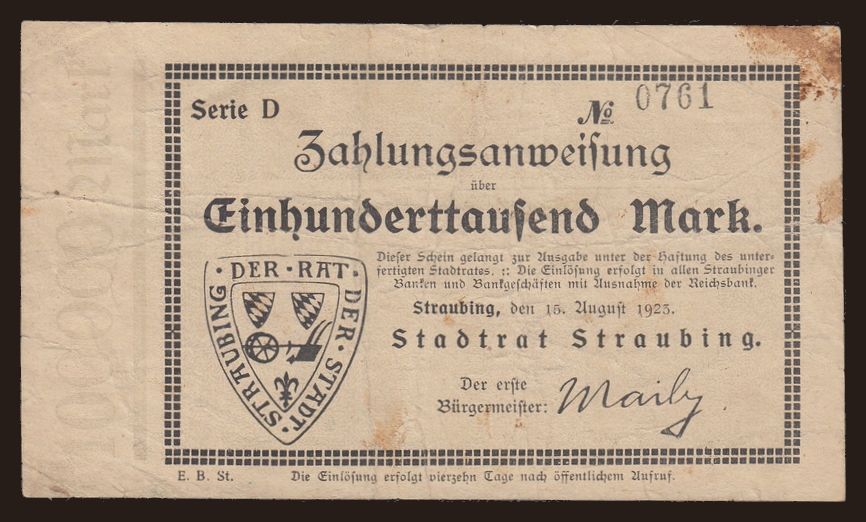 Serie D
№ 0761
Zahlungsanweiſung
über
Einhunderttauſend Mark.
Dieſer Schein gelangt zur Ausgabe unter der Haftung des unter-
fertigten Stadtrates. :: Die Einlöſung erfolgt in allen Straubinger
Banken und Bankgeſchäften mit Ausnahme der Reichsbank.
Straubing, den 15. Auguſt 1923.
Stadtrat Straubing.
Der erſte
Bürgermeiſter:
· DER · RAT · DER · STADT · STRAUBING
E. B. St.
Die Einlöſung erfolgt vierzehn Tage nach öffentlichem Aufruf.